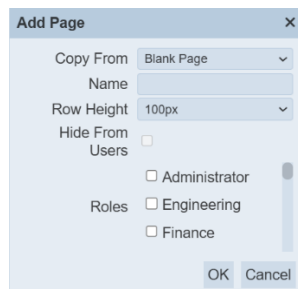 Add Page
Copy From Blank Page
Name
Row Height 100px
Hide From
Users
Administrator
Roles Engineering
Finance
OK Cancel